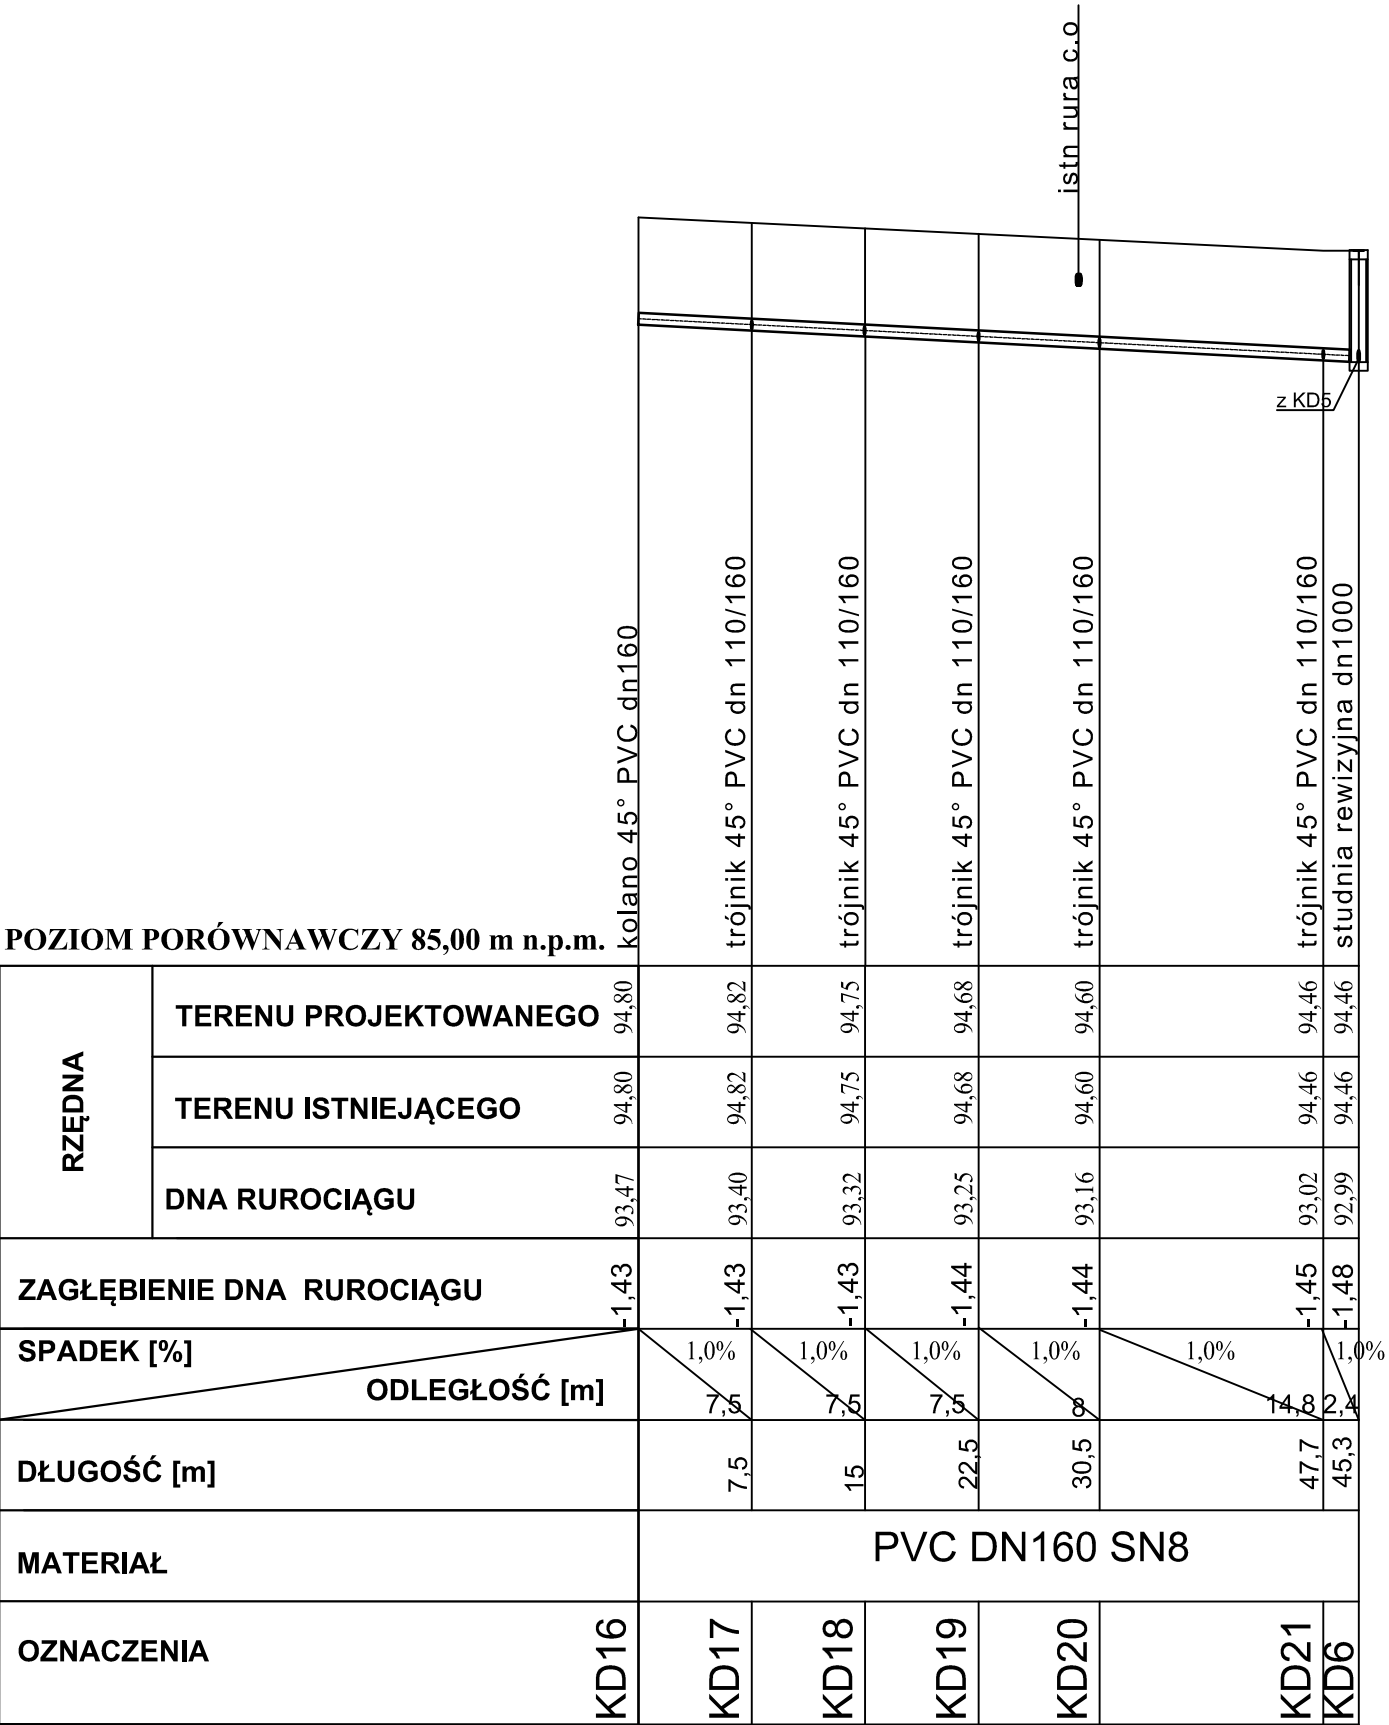 istn rura c.o
z KD5
kolano 45° PVC dn160
trójnik 45° PVC dn 110/160
trójnik 45° PVC dn 110/160
trójnik 45° PVC dn 110/160
trójnik 45° PVC dn 110/160
trójnik 45° PVC dn 110/160
studnia rewizyjna dn1000
POZIOM PORÓWNAWCZY 85,00 m n.p.m.
RZĘDNA
TERENU PROJEKTOWANEGO 94,80 94,82 94,75 94,68 94,60 94,46 94,46
TERENU ISTNIEJĄCEGO 94,80 94,82 94,75 94,68 94,60 94,46 94,46
DNA RUROCIĄGU 93,47 93,40 93,32 93,25 93,16 93,02 92,99
ZAGŁĘBIENIE DNA RUROCIĄGU -1,43 -1,43 -1,43 -1,44 -1,44 -1,45 -1,48
SPADEK [%] 1,0% 1,0% 1,0% 1,0% 1,0% 1,0%
ODLEGŁOŚĆ [m] 7,5 7,5 7,5 8 14,8 2,4
DŁUGOŚĆ [m] 7,5 15 22,5 30,5 47,7 45,3
MATERIAŁ PVC DN160 SN8
OZNACZENIA KD16 KD17 KD18 KD19 KD20 KD21 KD6